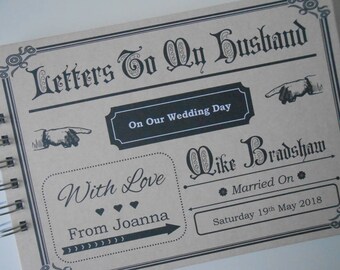 Letters To My Husband
On Our Wedding Day
Mike Bradshaw
Married On
Saturday 19th May 2018
With Love
From Joanna